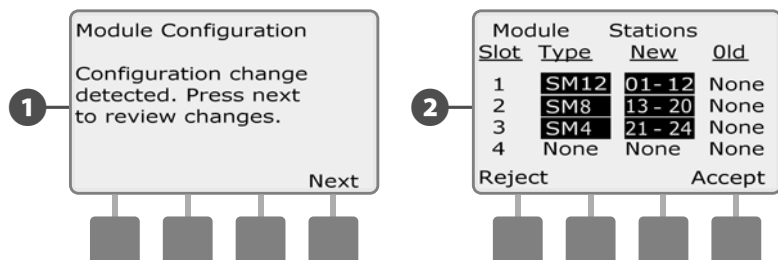 1
Module Configuration
Configuration change
detected. Press next
to review changes.
Next
2
Module Stations
Slot Type New Old
1 SM12 01-12 None
2 SM8 13-20 None
3 SM4 21-24 None
4 None None None
Reject Accept